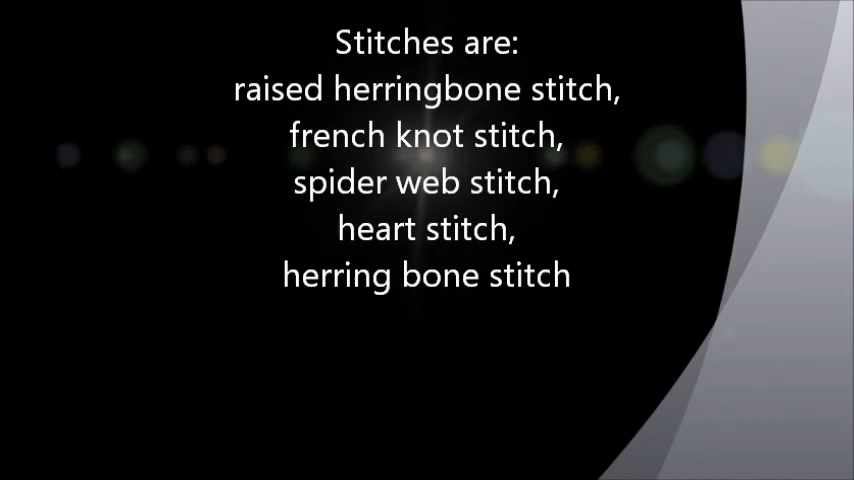 Stitches are:
raised herringbone stitch,
french knot stitch,
spider web stitch,
heart stitch,
herring bone stitch